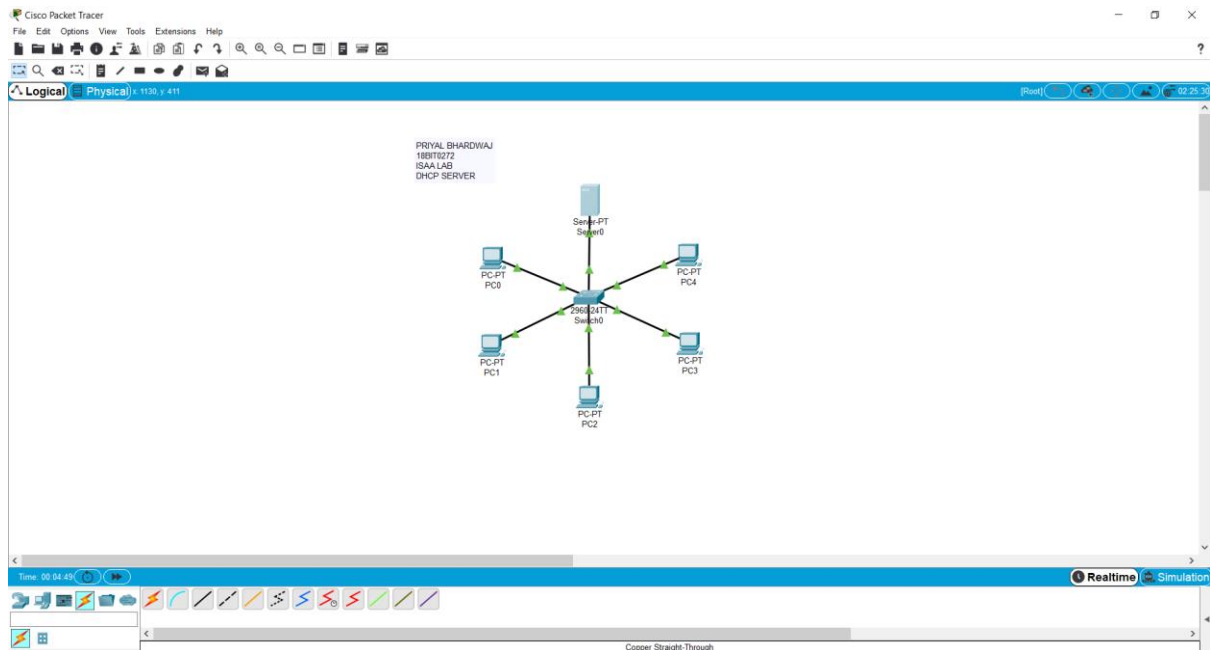 Cisco Packet Tracer
File Edit Options View Tools Extensions Help
?
Logical Physical x: 1130, y: 411 [Root] 02:25:30
PRIYAL BHARDWAJ
18BIT0272
ISAA LAB
DHCP SERVER
Server-PT
Server0
PC-PT
PC0
PC-PT
PC4
2960-24TT
Switch0
PC-PT
PC1
PC-PT
PC3
PC-PT
PC2
Time: 00:04:49 Realtime Simulation
Copper Straight-Through